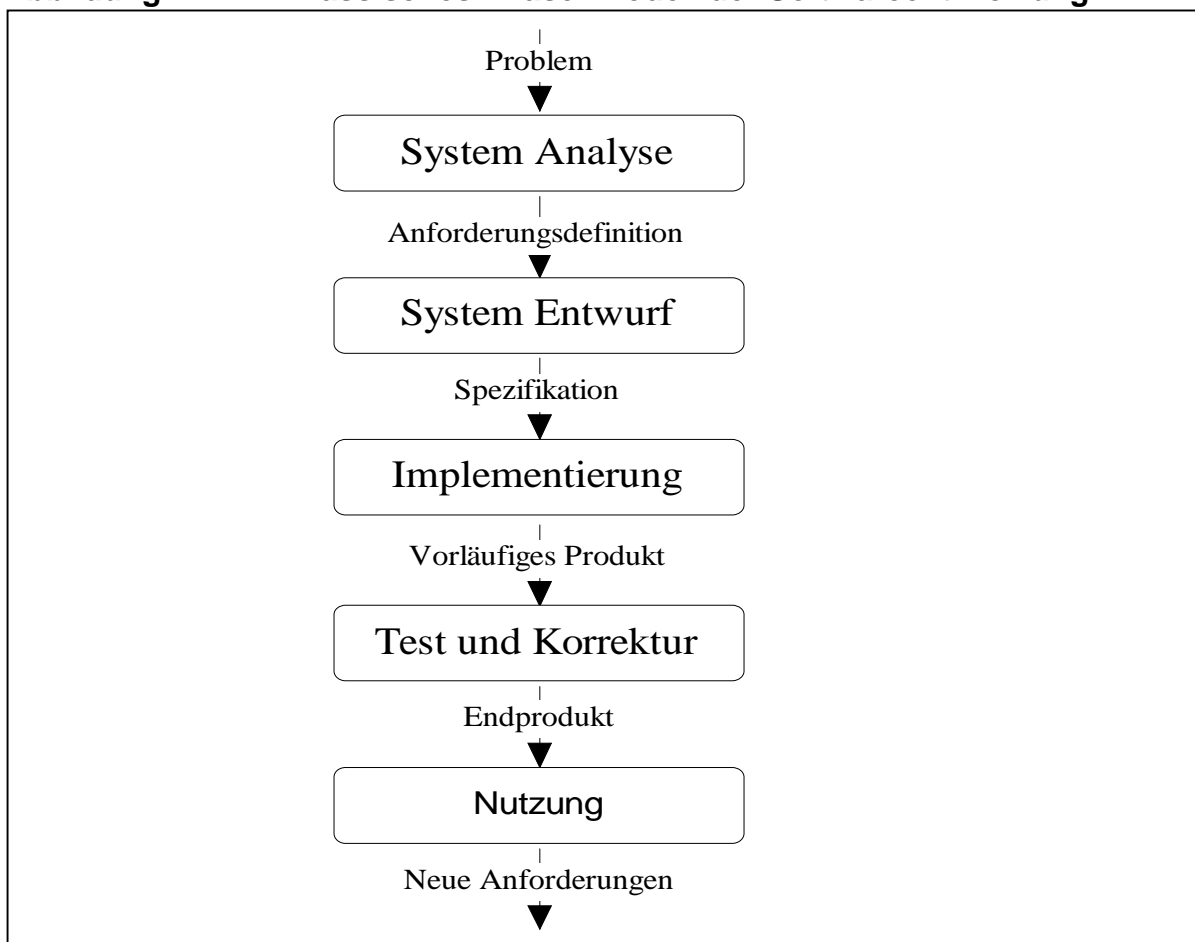 Problem
System Analyse
Anforderungsdefinition
System Entwurf
Spezifikation
Implementierung
Vorläufiges Produkt
Test und Korrektur
Endprodukt
Nutzung
Neue Anforderungen